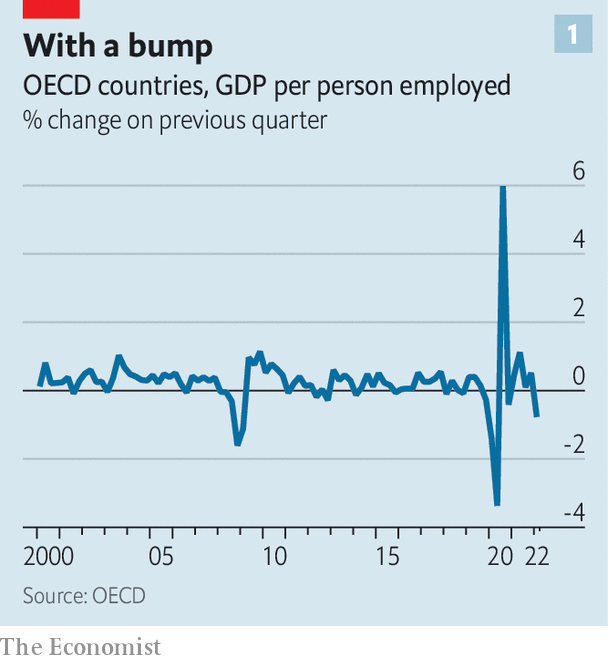 With a bump
1
OECD countries, GDP per person employed
% change on previous quarter
6
4
2
0
-2
-4
2000 05 10 15 20 22
Source: OECD
The Economist